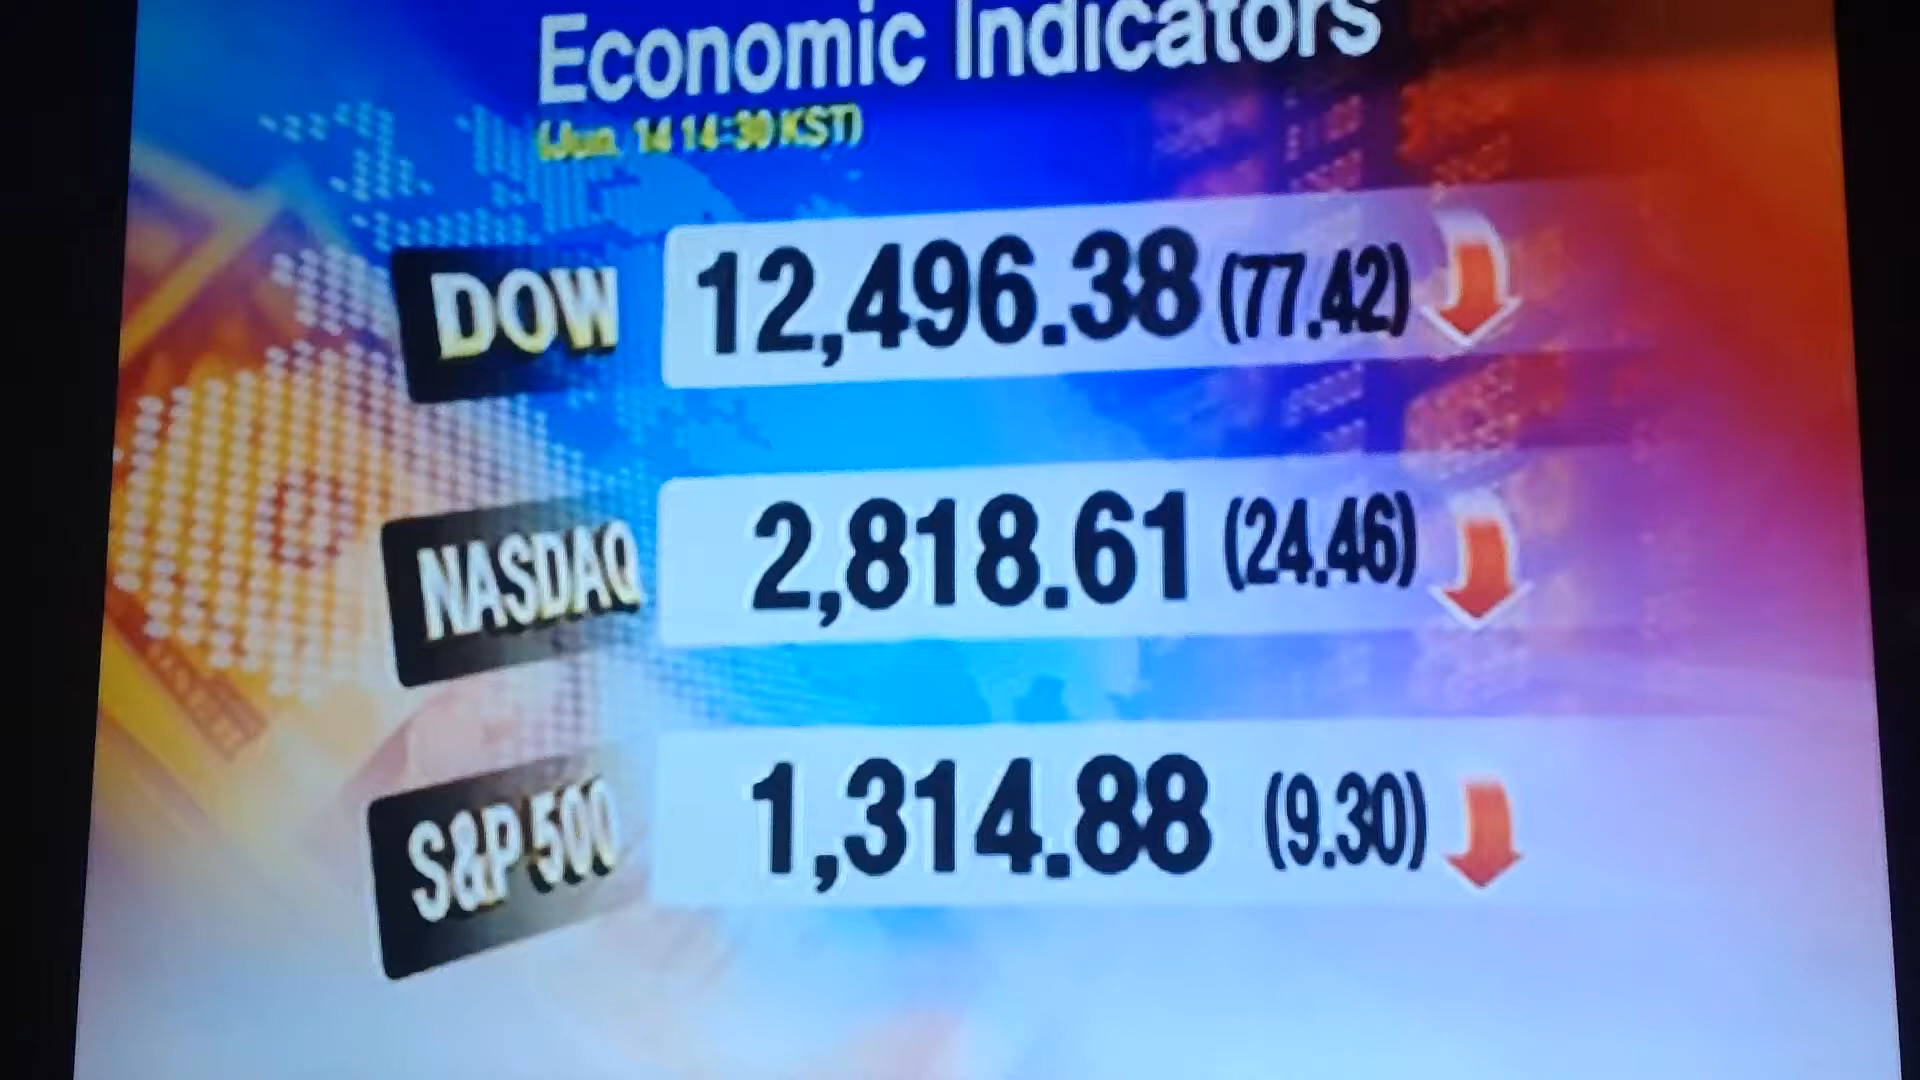 Economic Indicators
(Jun. 14 14:30 KST)
DOW 12,496.38 (77.42)
NASDAQ 2,818.61 (24.46)
S&P 500 1,314.88 (9.30)